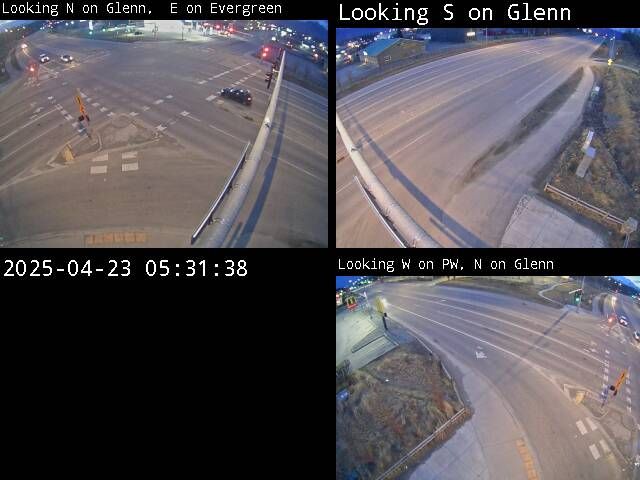 Looking N on Glenn, E on Evergreen
Looking S on Glenn
2025-04-23 05:31:38
Looking W on PW, N on Glenn